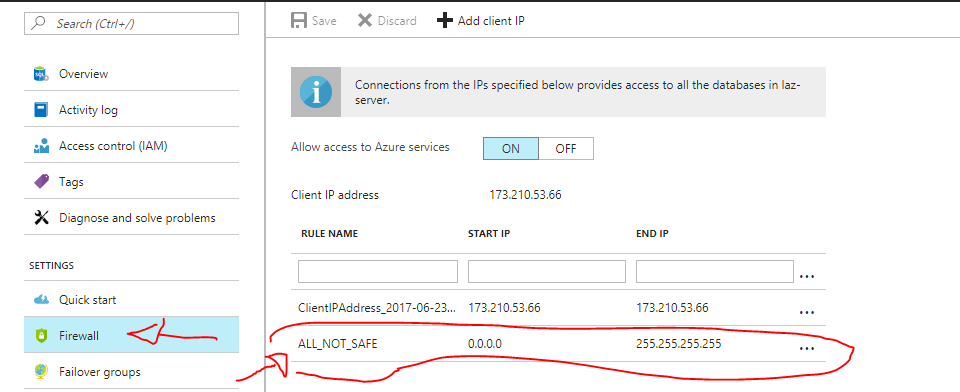 Search (Ctrl+/)
Save Discard Add client IP
Overview
Activity log
Access control (IAM)
Tags
Diagnose and solve problems
SETTINGS
Quick start
Firewall
Failover groups
Connections from the IPs specified below provides access to all the databases in laz-
server.
Allow access to Azure services ON OFF
Client IP address 173.210.53.66
RULE NAME START IP END IP
ClientIPAddress_2017-06-23... 173.210.53.66 173.210.53.66 ...
ALL_NOT_SAFE 0.0.0.0 255.255.255.255 ...